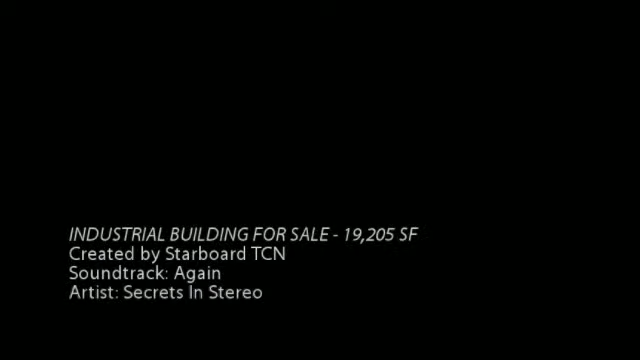 INDUSTRIAL BUILDING FOR SALE - 19,205 SF
Created by Starboard TCN
Soundtrack: Again
Artist: Secrets In Stereo